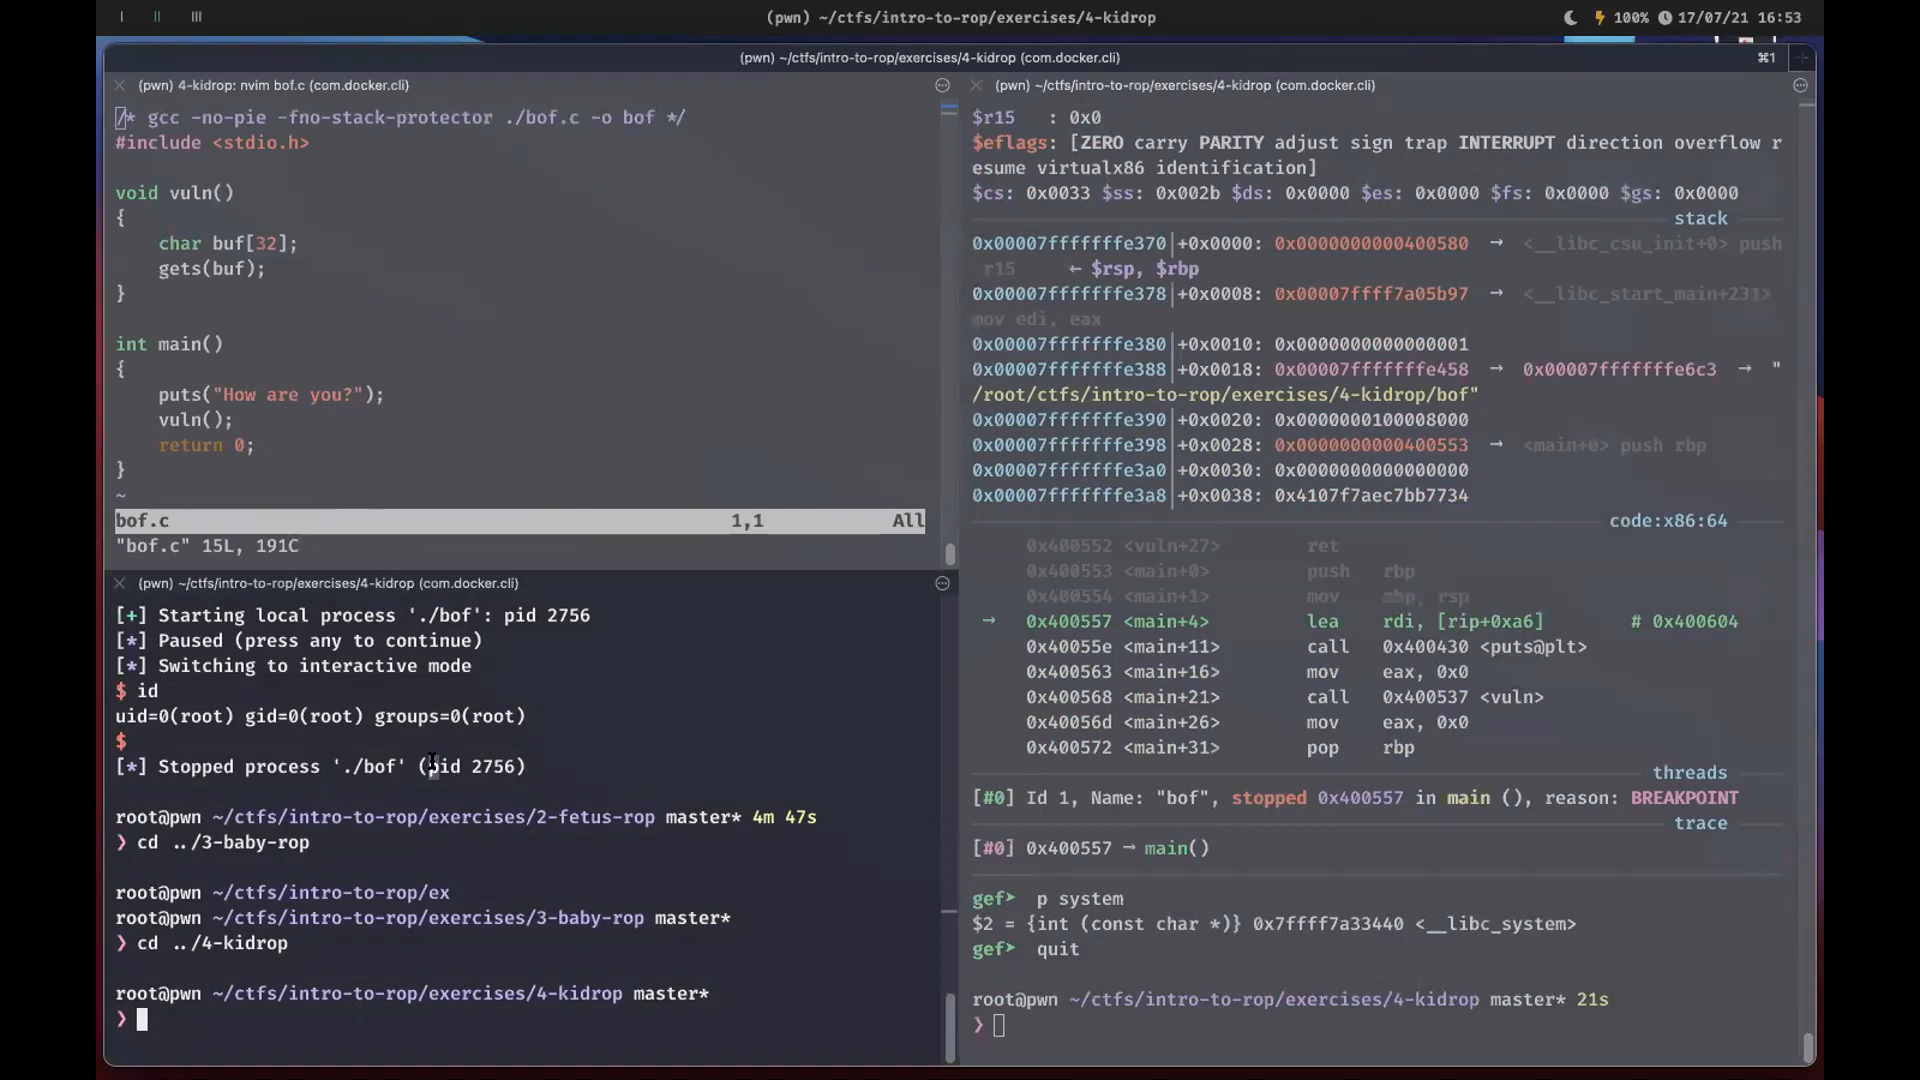 (pwn) ~/ctfs/intro-to-rop/exercises/4-kidrop
100% 17/07/21 16:53
(pwn) ~/ctfs/intro-to-rop/exercises/4-kidrop (com.docker.cli)
⌘1
(pwn) 4-kidrop: nvim bof.c (com.docker.cli)
/* gcc -no-pie -fno-stack-protector ./bof.c -o bof */
#include <stdio.h>
void vuln()
{
    char buf[32];
    gets(buf);
}
int main()
{
    puts("How are you?");
    vuln();
    return 0;
}
~
bof.c 1,1 All
"bof.c" 15L, 191C
(pwn) ~/ctfs/intro-to-rop/exercises/4-kidrop (com.docker.cli)
[+] Starting local process './bof': pid 2756
[*] Paused (press any to continue)
[*] Switching to interactive mode
$ id
uid=0(root) gid=0(root) groups=0(root)
$
[*] Stopped process './bof' (pid 2756)
root@pwn ~/ctfs/intro-to-rop/exercises/2-fetus-rop master* 4m 47s
❯ cd ../3-baby-rop
root@pwn ~/ctfs/intro-to-rop/ex
root@pwn ~/ctfs/intro-to-rop/exercises/3-baby-rop master*
❯ cd ../4-kidrop
root@pwn ~/ctfs/intro-to-rop/exercises/4-kidrop master*
❯
(pwn) ~/ctfs/intro-to-rop/exercises/4-kidrop (com.docker.cli)
$r15   : 0x0
$eflags: [ZERO carry PARITY adjust sign trap INTERRUPT direction overflow r
esume virtualx86 identification]
$cs: 0x0033 $ss: 0x002b $ds: 0x0000 $es: 0x0000 $fs: 0x0000 $gs: 0x0000
stack
0x00007fffffffe370│+0x0000: 0x0000000000400580 → <__libc_csu_init+0> push
r15 ← $rsp, $rbp
0x00007fffffffe378│+0x0008: 0x00007ffff7a05b97 → <__libc_start_main+231>
mov edi, eax
0x00007fffffffe380│+0x0010: 0x0000000000000001
0x00007fffffffe388│+0x0018: 0x00007fffffffe458 → 0x00007fffffffe6c3 → "
/root/ctfs/intro-to-rop/exercises/4-kidrop/bof"
0x00007fffffffe390│+0x0020: 0x0000000100008000
0x00007fffffffe398│+0x0028: 0x0000000000400553 → <main+0> push rbp
0x00007fffffffe3a0│+0x0030: 0x0000000000000000
0x00007fffffffe3a8│+0x0038: 0x4107f7aec7bb7734
code:x86:64
0x400552 <vuln+27> ret
0x400553 <main+0> push rbp
0x400554 <main+1> mov rbp, rsp
→ 0x400557 <main+4> lea rdi, [rip+0xa6] # 0x400604
0x40055e <main+11> call 0x400430 <puts@plt>
0x400563 <main+16> mov eax, 0x0
0x400568 <main+21> call 0x400537 <vuln>
0x40056d <main+26> mov eax, 0x0
0x400572 <main+31> pop rbp
threads
[#0] Id 1, Name: "bof", stopped 0x400557 in main (), reason: BREAKPOINT
trace
[#0] 0x400557 → main()
gef➤ p system
$2 = {int (const char *)} 0x7ffff7a33440 <__libc_system>
gef➤ quit
root@pwn ~/ctfs/intro-to-rop/exercises/4-kidrop master* 21s
❯